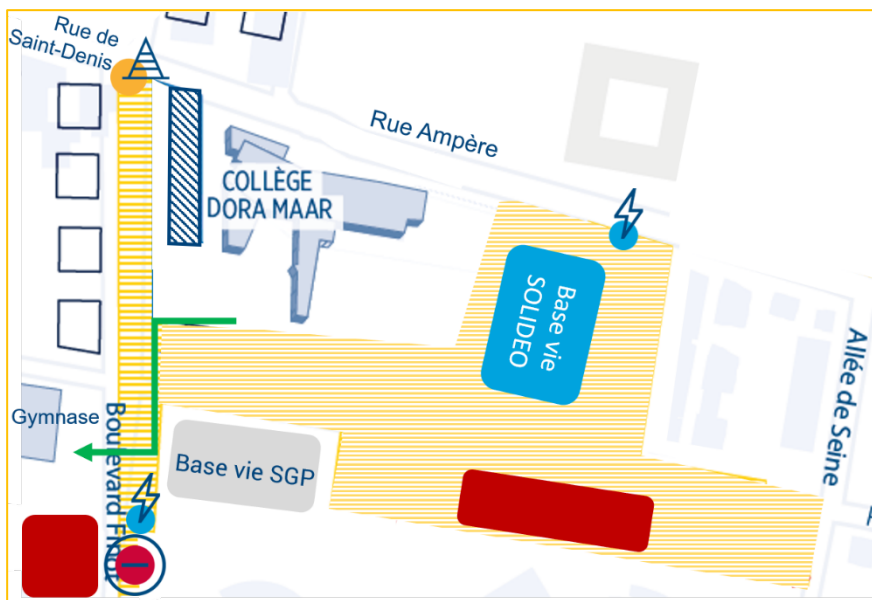 Rue de
Saint-Denis
Rue Ampère
COLLÈGE
DORA MAAR
Base vie
SOLIDEO
Allée de Seine
Gymnase
Boulevard
Base vie SGP